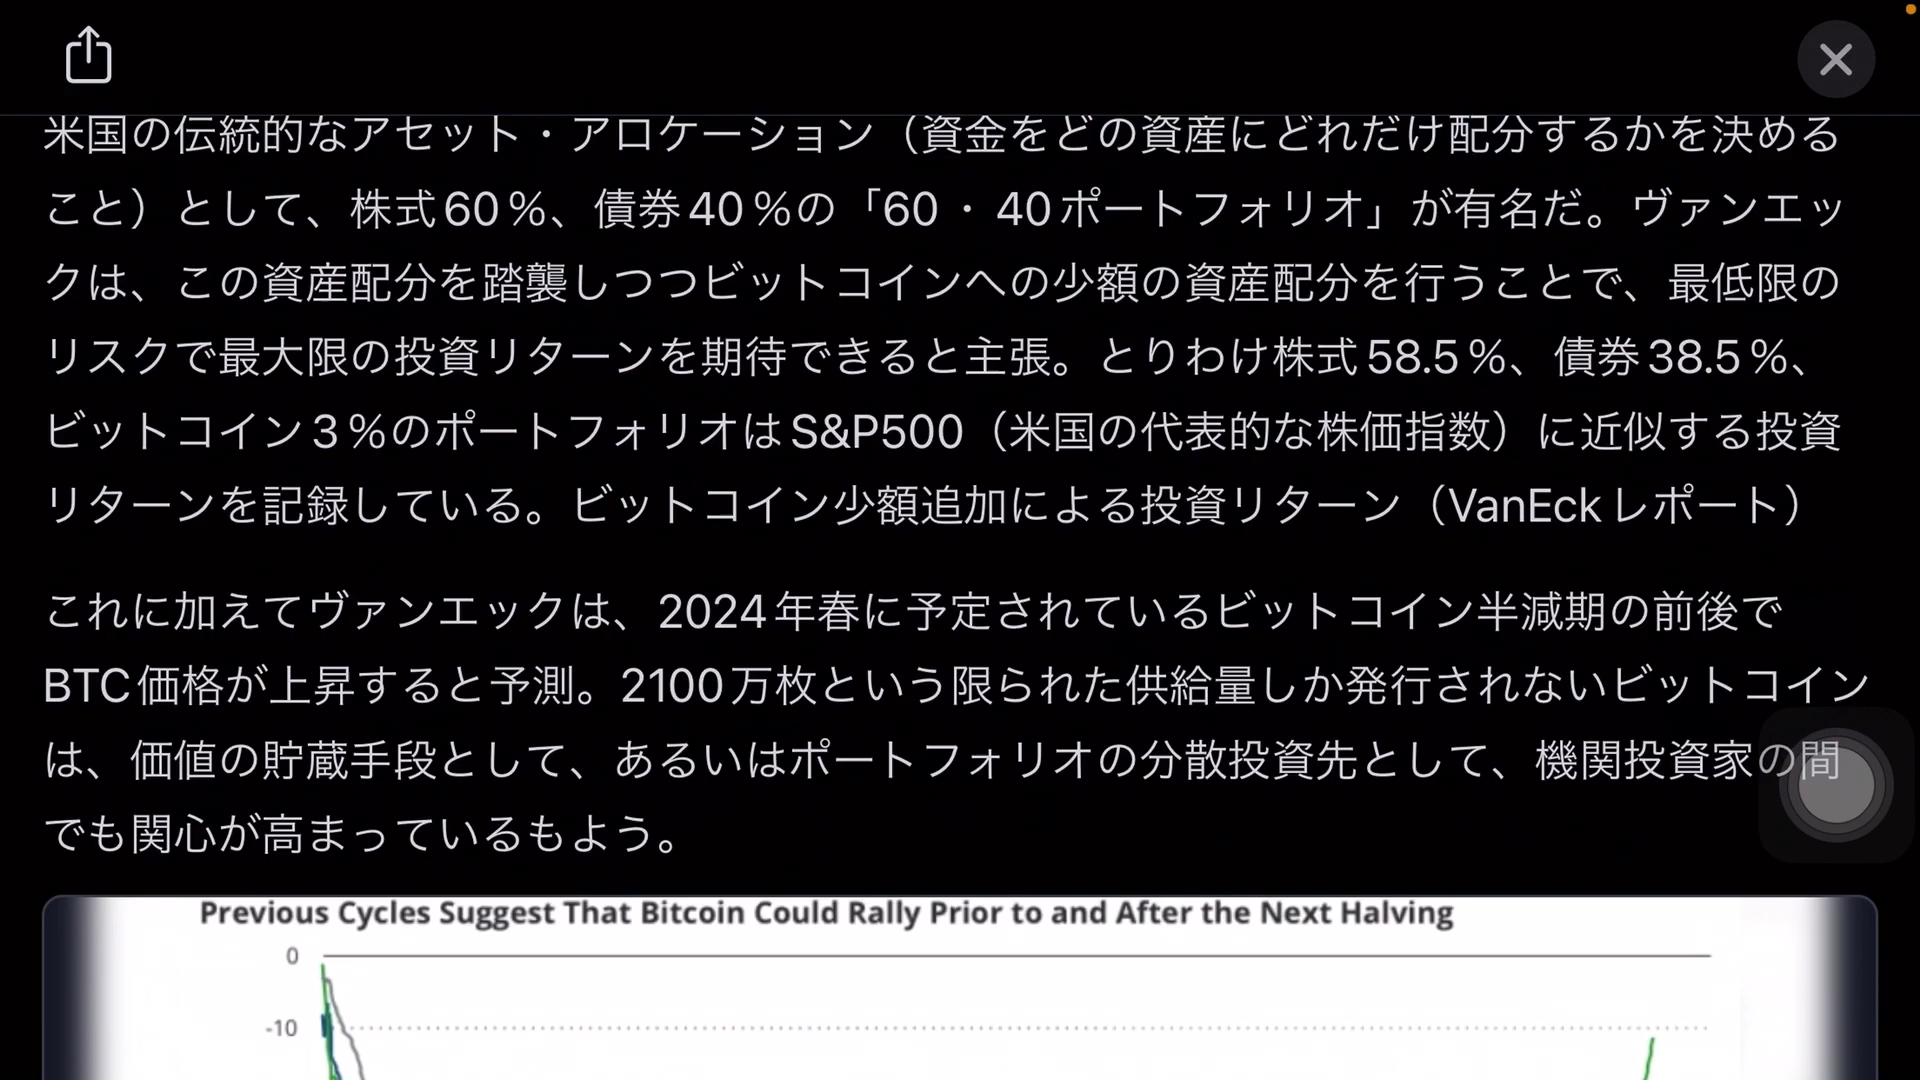 米国の伝統的なアセット・アロケーション（資金をどの資産にどれだけ配分するかを決める
こと）として、株式60％、債券40％の「60・40ポートフォリオ」が有名だ。ヴァンエッ
クは、この資産配分を踏襲しつつビットコインへの少額の資産配分を行うことで、最低限の
リスクで最大限の投資リターンを期待できると主張。とりわけ株式58.5％、債券38.5％、
ビットコイン3％のポートフォリオはS&P500（米国の代表的な株価指数）に近似する投資
リターンを記録している。ビットコイン少額追加による投資リターン（VanEckレポート）
これに加えてヴァンエックは、2024年春に予定されているビットコイン半減期の前後で
BTC価格が上昇すると予測。2100万枚という限られた供給量しか発行されないビットコイン
は、価値の貯蔵手段として、あるいはポートフォリオの分散投資先として、機関投資家の間
でも関心が高まっているもよう。
Previous Cycles Suggest That Bitcoin Could Rally Prior to and After the Next Halving
0
-10